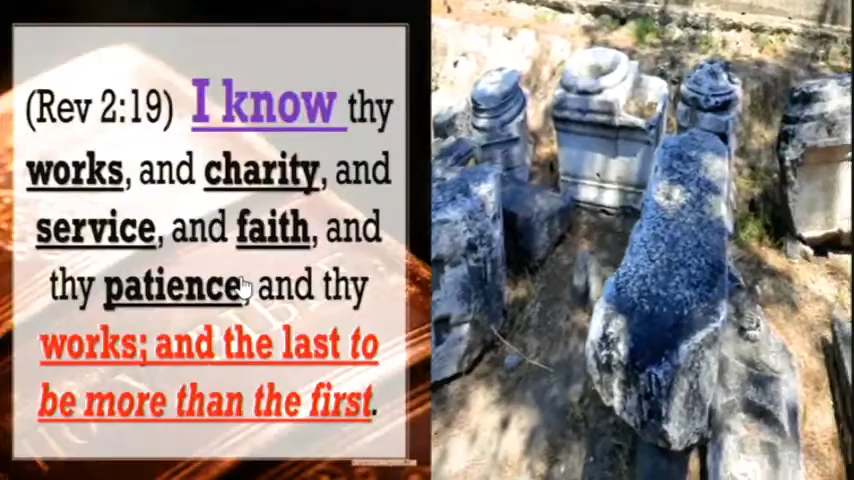 (Rev 2:19) I know thy
works, and charity, and
service, and faith, and
thy patience, and thy
works; and the last to
be more than the first.